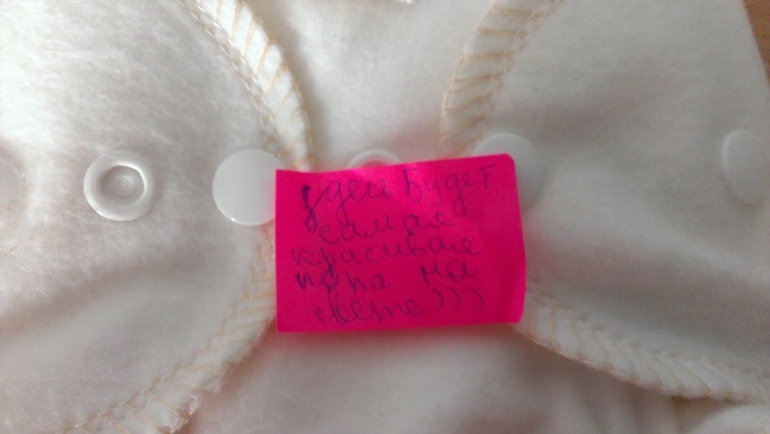 здесь Будет
самая
красивая
попа на
свете)))